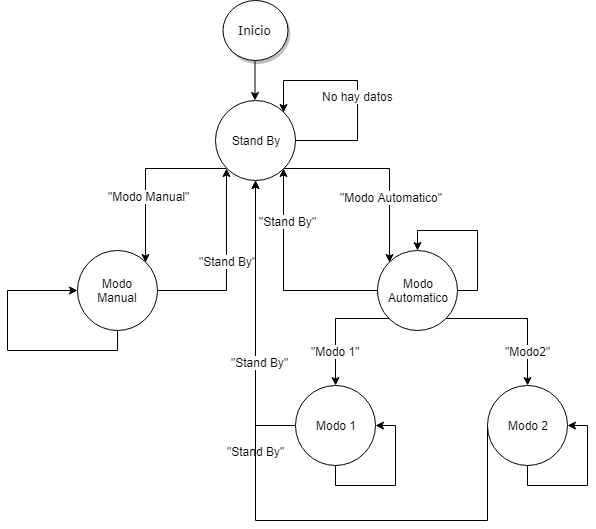 Inicio
No hay datos
Stand By
"Modo Manual"
"Modo Automatico"
"Stand By"
"Stand By"
Modo
Manual
Modo
Automatico
"Modo 1"
"Modo2"
"Stand By"
Modo 1
Modo 2
"Stand By"